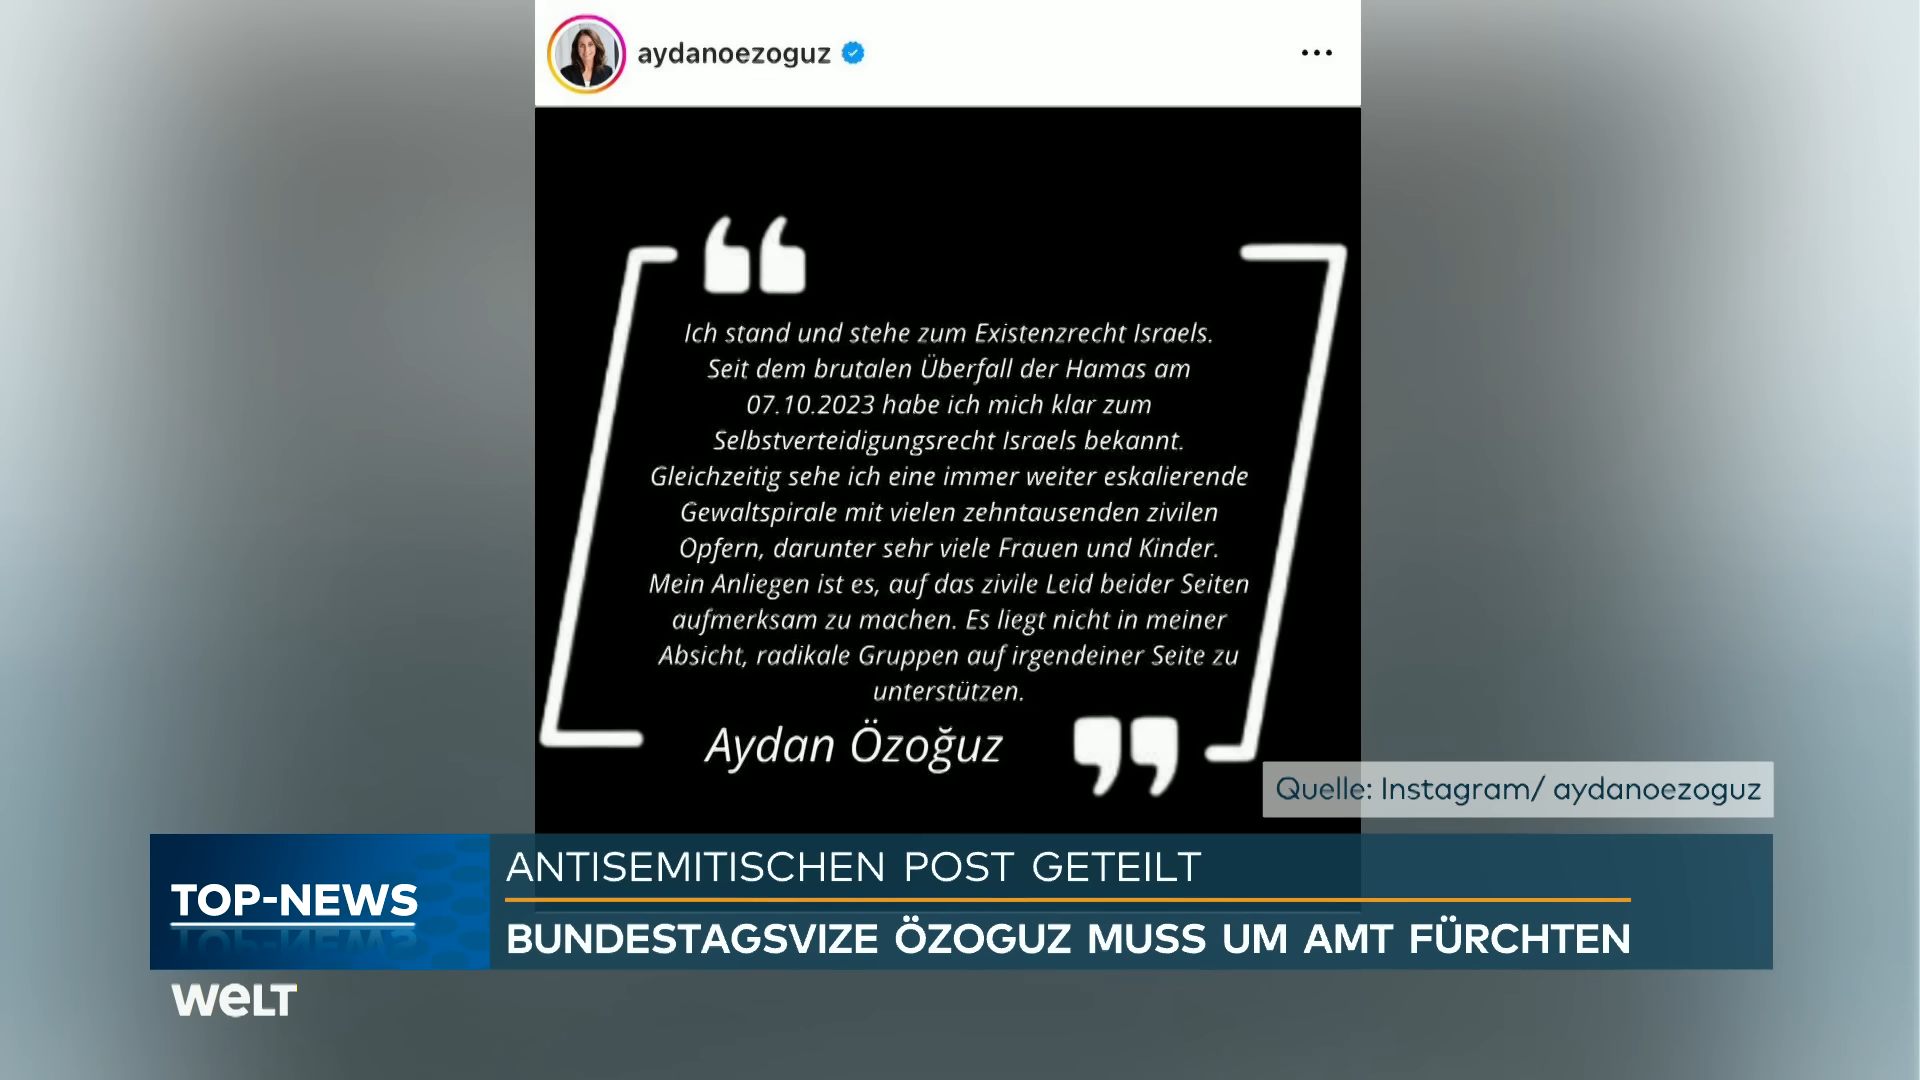 aydanoezoguz
Ich stand und stehe zum Existenzrecht Israels.
Seit dem brutalen Überfall der Hamas am
07.10.2023 habe ich mich klar zum
Selbstverteidigungsrecht Israels bekannt.
Gleichzeitig sehe ich eine immer weiter eskalierende
Gewaltspirale mit vielen zehntausenden zivilen
Opfern, darunter sehr viele Frauen und Kinder.
Mein Anliegen ist es, auf das zivile Leid beider Seiten
aufmerksam zu machen. Es liegt nicht in meiner
Absicht, radikale Gruppen auf irgendeiner Seite zu
unterstützen.
Aydan Özoğuz
Quelle: Instagram/ aydanoezoguz
TOP-NEWS
ANTISEMITISCHEN POST GETEILT
BUNDESTAGSVIZE ÖZOGUZ MUSS UM AMT FÜRCHTEN
WELT